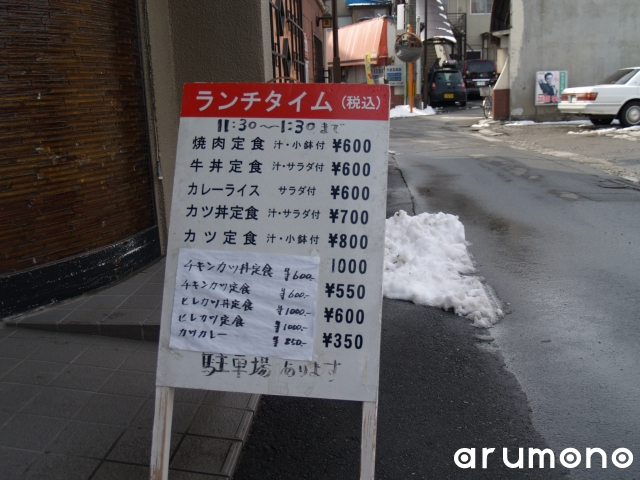 ランチタイム(税込)
11:30〜1:30まで
焼肉定食 汁・小鉢付 ¥600
牛丼定食 汁・サラダ付 ¥600
カレーライス サラダ付 ¥600
カツ丼定食 汁・サラダ付 ¥700
カツ定食 汁・小鉢付 ¥800
1000
¥550
¥600
¥350
チキンカツ丼定食 ¥600-
チキンカツ定食 ¥600-
ヒレカツ丼定食 ¥1000-
ヒレカツ定食 ¥1000-
カツカレー ¥850-
駐車場あります
arumono